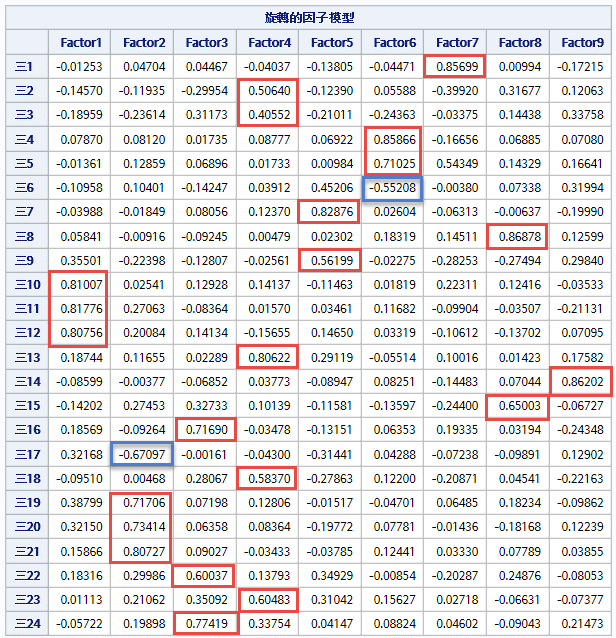 旋轉的因子模型
Factor1 Factor2 Factor3 Factor4 Factor5 Factor6 Factor7 Factor8 Factor9
三1 -0.01253 0.04704 0.04467 -0.04037 -0.13805 -0.04471 0.85699 0.00994 -0.17215
三2 -0.14570 -0.11935 -0.29954 0.50640 -0.12390 0.05588 -0.39920 0.31677 0.12063
三3 -0.18959 -0.23614 0.31173 0.40552 -0.21011 -0.24363 -0.03375 0.14438 0.33758
三4 0.07870 0.08120 0.01735 0.08777 0.06922 0.85866 -0.16656 0.06885 0.07080
三5 -0.01361 0.12859 0.06896 0.01733 0.00984 0.71025 0.54349 0.14329 0.16641
三6 -0.10958 0.10401 -0.14247 0.03912 0.45206 -0.55208 -0.00380 0.07338 0.31994
三7 -0.03988 -0.01849 0.08056 0.12370 0.82876 0.02604 -0.06313 -0.00637 -0.19990
三8 0.05841 -0.00916 -0.09245 0.00479 0.02302 0.18319 0.14511 0.86878 0.12599
三9 0.35501 -0.22398 -0.12807 -0.02561 0.56199 -0.02275 -0.28253 -0.27494 0.29840
三10 0.81007 0.02541 0.12928 0.14137 -0.11463 0.01819 0.22311 0.12416 -0.03533
三11 0.81776 0.27063 -0.08364 0.01570 0.03461 0.11682 -0.09904 -0.03507 -0.21131
三12 0.80756 0.20084 0.14134 -0.15655 0.14650 0.03319 -0.10612 -0.13702 0.07095
三13 0.18744 0.11655 0.02289 0.80622 0.29119 -0.05514 0.10016 0.01423 0.17582
三14 -0.08599 -0.00377 -0.06852 0.03773 -0.08947 0.08251 -0.14483 0.07044 0.86202
三15 -0.14202 0.27453 0.32733 0.10139 -0.11581 -0.13597 -0.24400 0.65003 -0.06727
三16 0.18569 -0.09264 0.71690 -0.03478 -0.13151 0.06353 0.19335 0.03194 -0.24348
三17 0.32168 -0.67097 -0.00161 -0.04300 -0.31441 0.04288 -0.07238 -0.09891 0.12902
三18 -0.09510 0.00468 0.28067 0.58370 -0.27863 0.12200 -0.20871 0.04541 -0.22163
三19 0.38799 0.71706 0.07198 0.12806 -0.01517 -0.04701 0.06485 0.18234 -0.09862
三20 0.32150 0.73414 0.06358 0.08364 -0.19772 0.07781 -0.01436 -0.18168 0.12239
三21 0.15866 0.80727 0.09027 -0.03433 -0.03785 0.12441 0.03330 0.07789 0.03855
三22 0.18316 0.29986 0.60037 0.13793 0.34929 -0.00854 -0.20287 0.24876 -0.08053
三23 0.01113 0.21062 0.35092 0.60483 0.31042 0.15627 0.02718 -0.06631 -0.07377
三24 -0.05722 0.19898 0.77419 0.33754 0.04147 0.08824 0.04602 -0.09043 0.21473